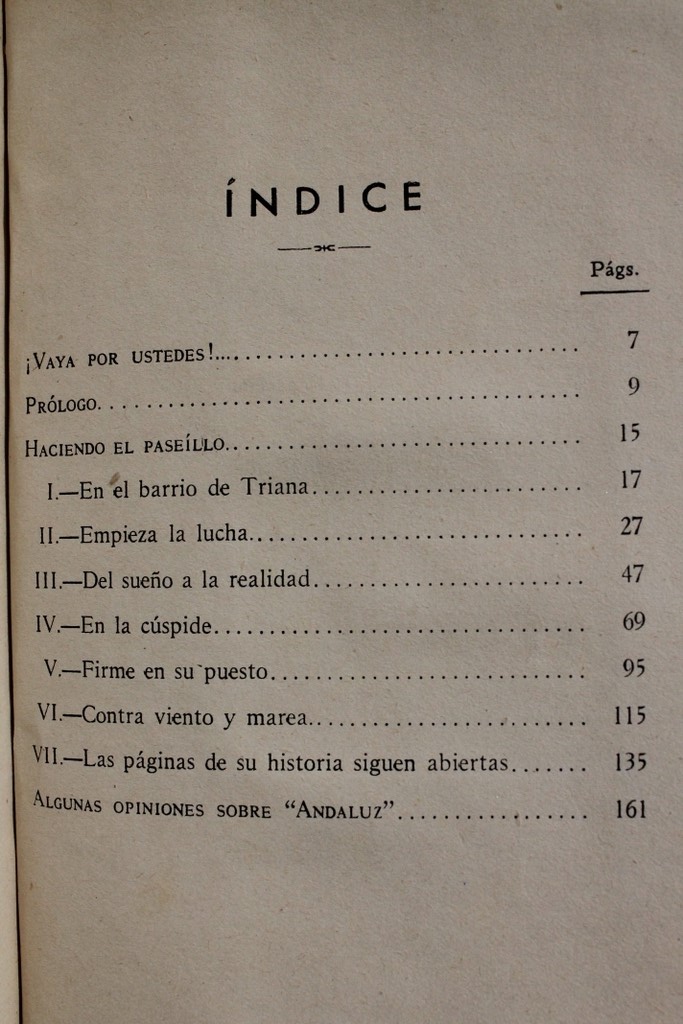 ÍNDICE
Págs.
¡VAYA POR USTEDES!................................ 7
PRÓLOGO................................ 9
HACIENDO EL PASEÍLLO................................ 15
I.—En el barrio de Triana........................ 17
II.—Empieza la lucha............................ 27
III.—Del sueño a la realidad........................ 47
IV.—En la cúspide................................ 69
V.—Firme en su puesto........................ 95
VI.—Contra viento y marea........................ 115
VII.—Las páginas de su historia siguen abiertas....... 135
ALGUNAS OPINIONES SOBRE “ANDALUZ”................. 161